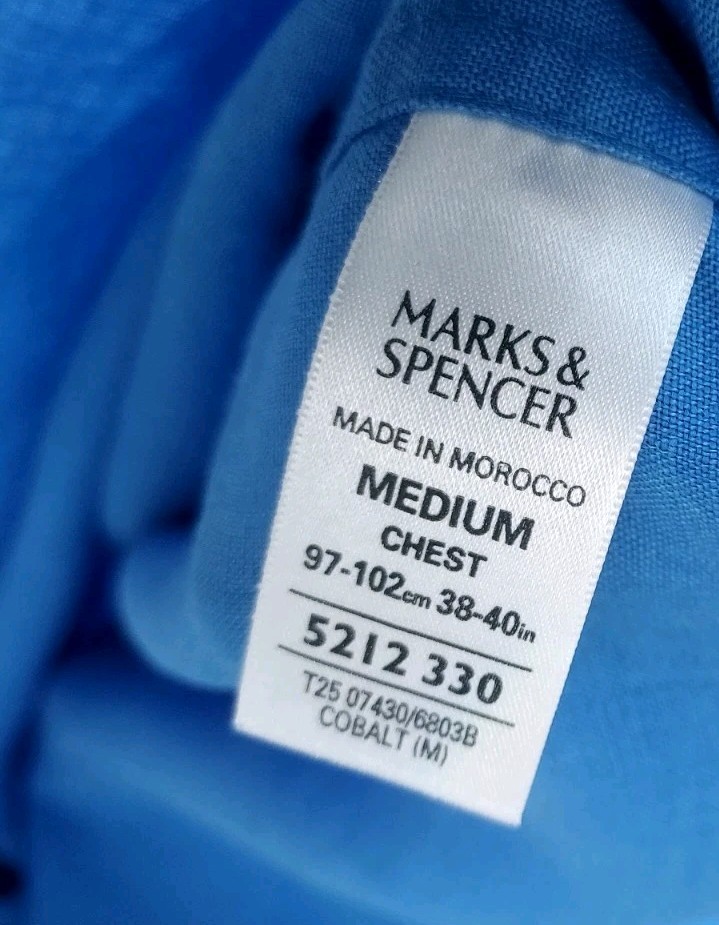 MARKS &
SPENCER
MADE IN MOROCCO
MEDIUM
CHEST
97-102cm 38-40in
5212 330
T25 07430/6803B
COBALT (M)